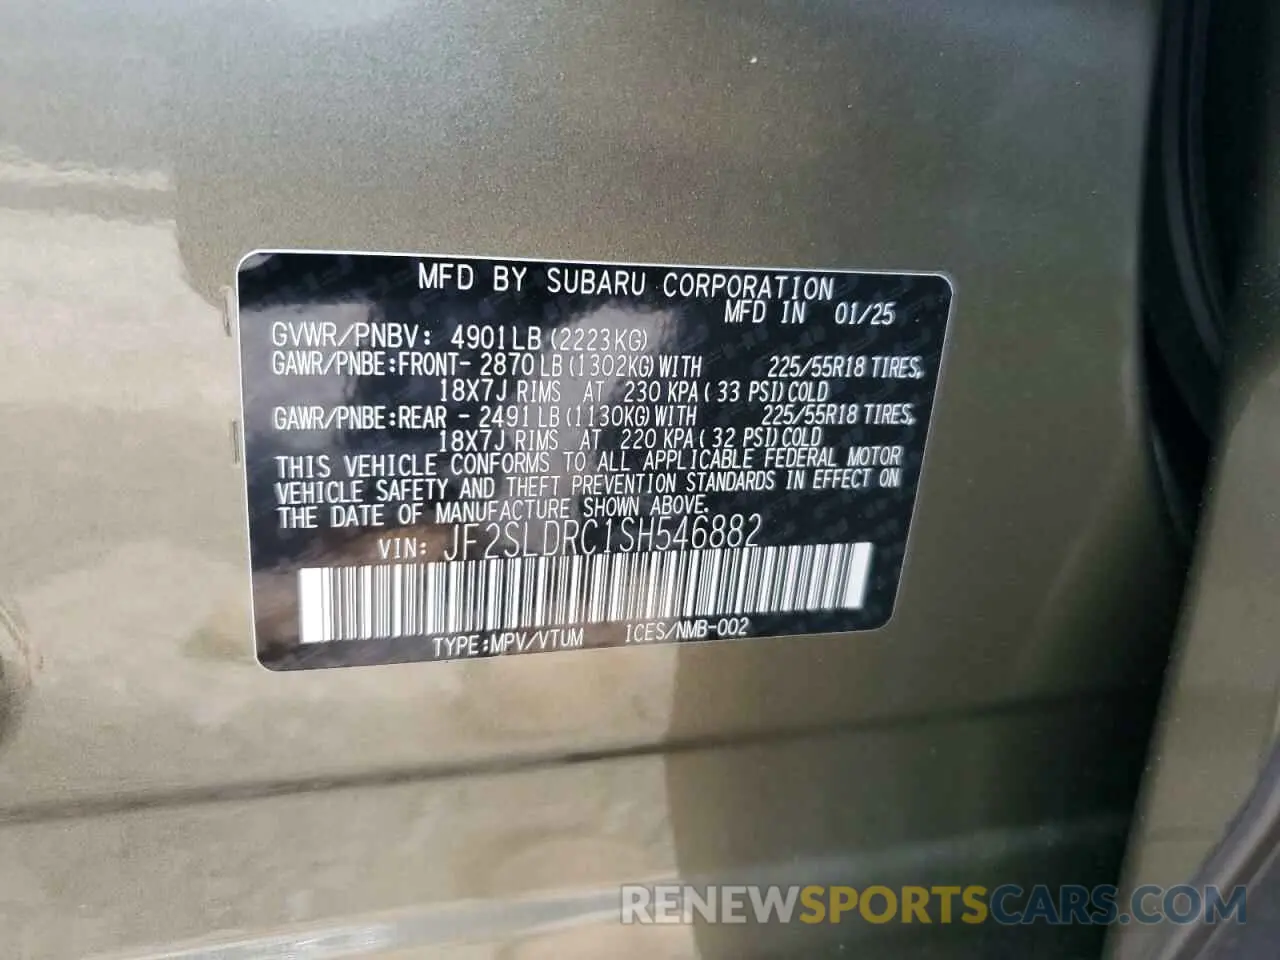 MFD BY SUBARU CORPORATION
MFD IN 01/25
GVWR/PNBV: 4901LB(2223KG)
GAWR/PNBE:FRONT- 2870LB(1302KG)WITH 225/55R18 TIRES,
18X7J RIMS AT 230 KPA(33 PSI)COLD
GAWR/PNBE:REAR - 2491LB(1130KG)WITH 225/55R18 TIRES,
18X7J RIMS AT 220 KPA(32 PSI)COLD
THIS VEHICLE CONFORMS TO ALL APPLICABLE FEDERAL MOTOR
VEHICLE SAFETY AND THEFT PREVENTION STANDARDS IN EFFECT ON
THE DATE OF MANUFACTURE SHOWN ABOVE.
VIN: JF2SLDRC1SH546882
TYPE:MPV/VTUM ICES/NMB-002
RENEWSPORTSCARS.COM